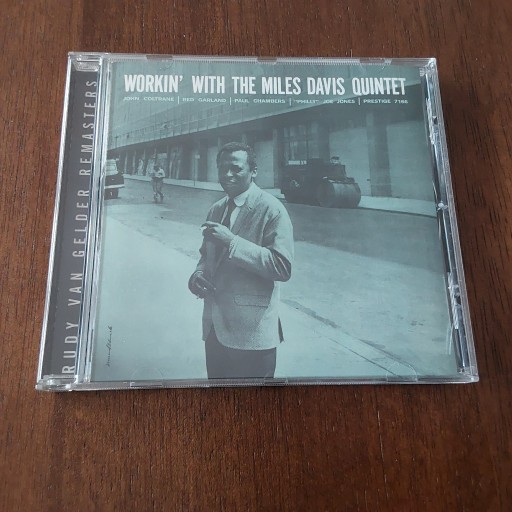 WORKIN' WITH THE MILES DAVIS QUINTET
JOHN COLTRANE | RED GARLAND | PAUL CHAMBERS | "PHILLY" JOE JONES | PRESTIGE 7166
RUDY VAN GELDER REMASTERS